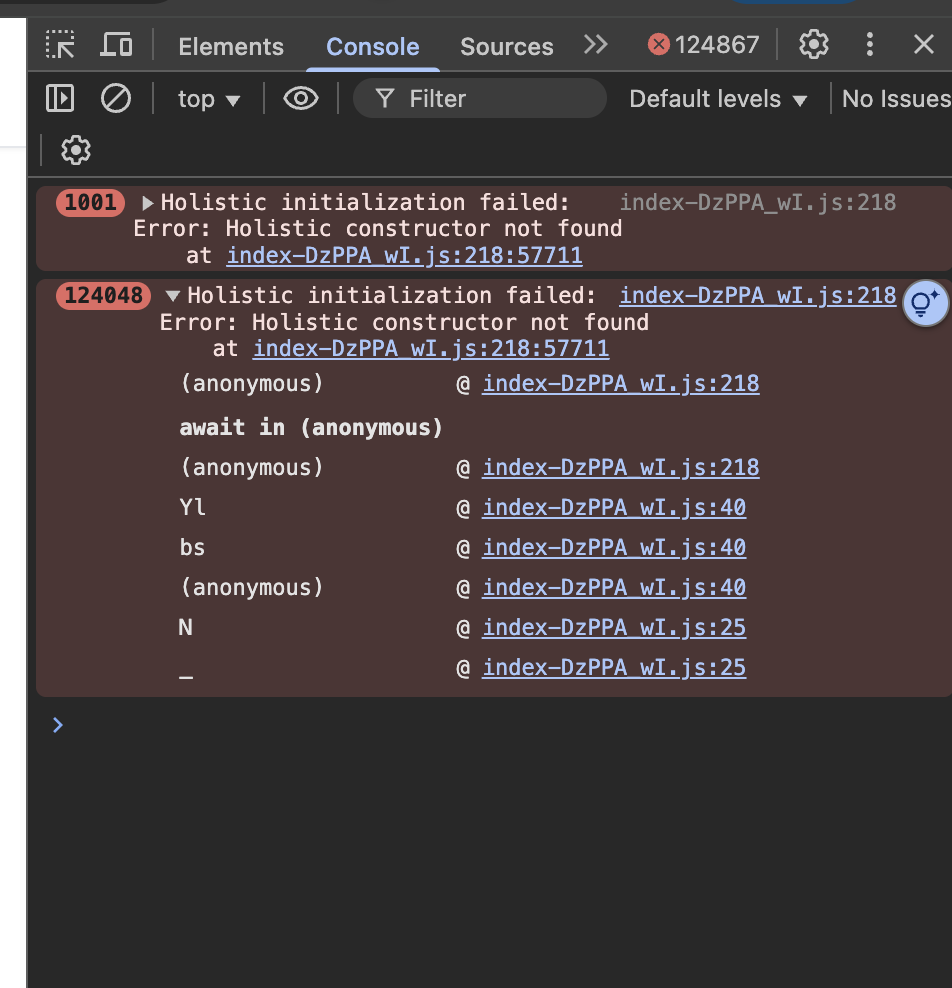 Elements Console Sources 124867
top Filter Default levels No Issues
1001 Holistic initialization failed: index-DzPPA_wI.js:218
Error: Holistic constructor not found
at index-DzPPA_wI.js:218:57711
124048 Holistic initialization failed: index-DzPPA_wI.js:218
Error: Holistic constructor not found
at index-DzPPA_wI.js:218:57711
(anonymous) @ index-DzPPA_wI.js:218
await in (anonymous)
(anonymous) @ index-DzPPA_wI.js:218
Yl @ index-DzPPA_wI.js:40
bs @ index-DzPPA_wI.js:40
(anonymous) @ index-DzPPA_wI.js:40
N @ index-DzPPA_wI.js:25
_ @ index-DzPPA_wI.js:25